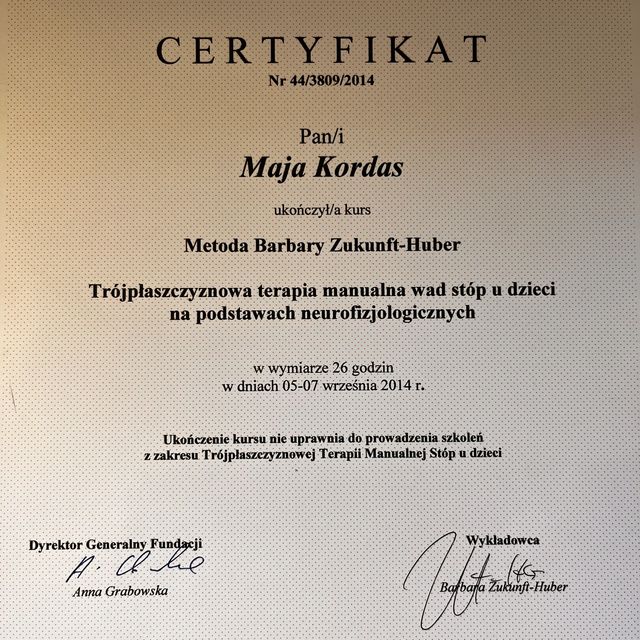 CERTYFIKAT
Nr 44/3809/2014
Pan/i
Maja Kordas
ukończył/a kurs
Metoda Barbary Zukunft-Huber
Trójpłaszczyznowa terapia manualna wad stóp u dzieci
na podstawach neurofizjologicznych
w wymiarze 26 godzin
w dniach 05-07 września 2014 r.
Ukończenie kursu nie uprawnia do prowadzenia szkoleń
z zakresu Trójpłaszczyznowej Terapii Manualnej Stóp u dzieci
Dyrektor Generalny Fundacji
Anna Grabowska
Wykładowca
Barbara Zukunft-Huber